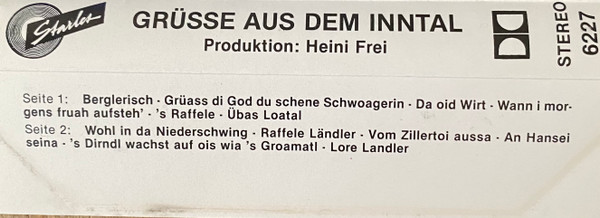 Starlet
GRÜSSE AUS DEM INNTAL
Produktion: Heini Frei
STEREO
6227
Seite 1: Berglerisch · Grüass di God du schene Schwoagerin · Da oid Wirt · Wann i mor-
gens fruah aufsteh' · 's Raffele · Übas Loatal
Seite 2: Wohl in da Niederschwing · Raffele Ländler · Vom Zillertoi aussa · An Hansei
seina · 's Dirndl wachst auf ois wia 's Groamatl · Lore Landler